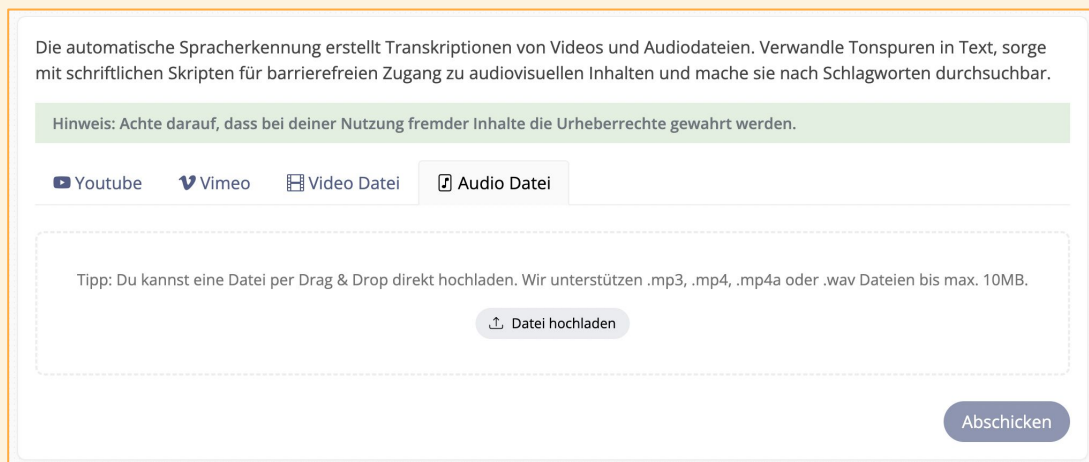 Die automatische Spracherkennung erstellt Transkriptionen von Videos und Audiodateien. Verwandle Tonspuren in Text, sorge
mit schriftlichen Skripten für barrierefreien Zugang zu audiovisuellen Inhalten und mache sie nach Schlagworten durchsuchbar.
Hinweis: Achte darauf, dass bei deiner Nutzung fremder Inhalte die Urheberrechte gewahrt werden.
Youtube Vimeo Video Datei Audio Datei
Tipp: Du kannst eine Datei per Drag & Drop direkt hochladen. Wir unterstützen .mp3, .mp4, .mp4a oder .wav Dateien bis max. 10MB.
Datei hochladen
Abschicken